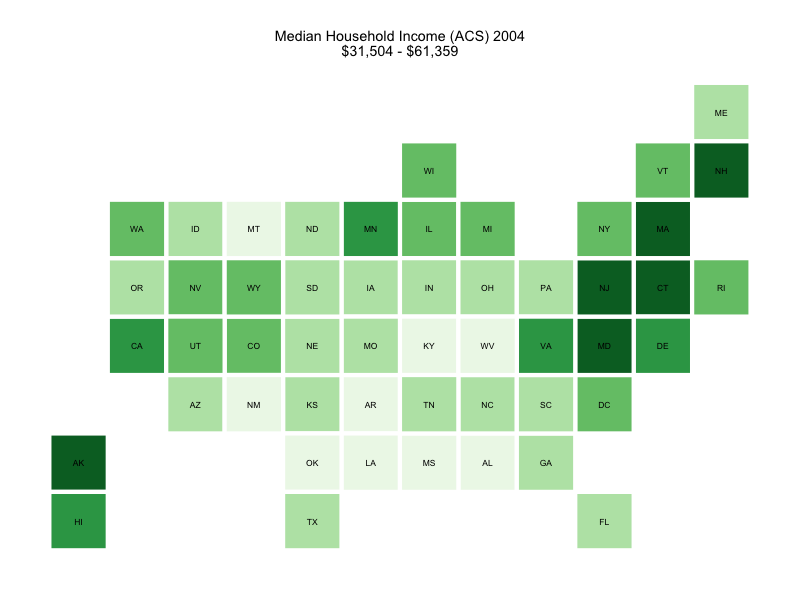 Median Household Income (ACS) 2004
$31,504 - $61,359
ME
WI VT NH
WA ID MT ND MN IL MI NY MA
OR NV WY SD IA IN OH PA NJ CT RI
CA UT CO NE MO KY WV VA MD DE
AZ NM KS AR TN NC SC DC
AK OK LA MS AL GA
HI TX FL